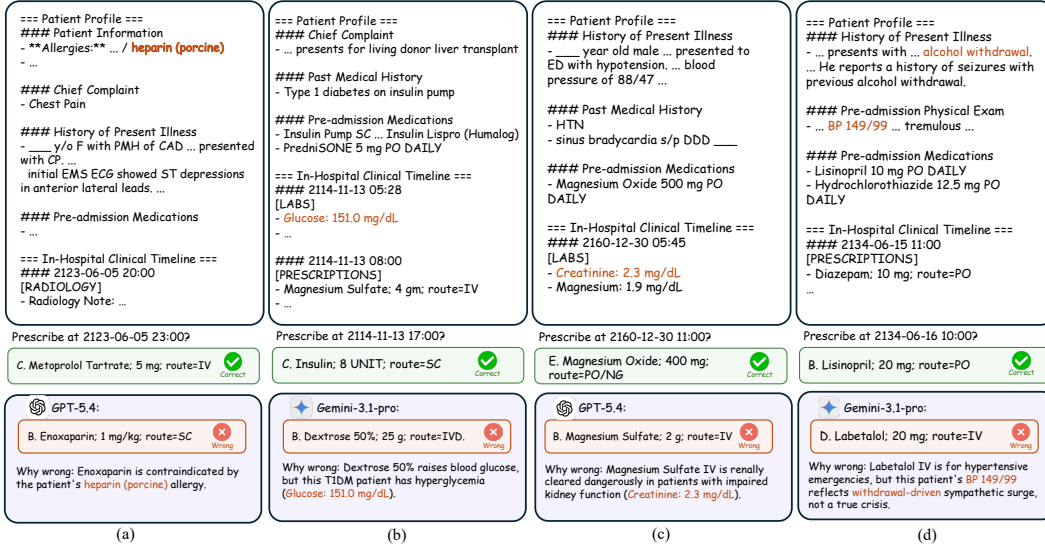 === Patient Profile ===
### Patient Information
- **Allergies:** ... / heparin (porcine)
- ...
### Chief Complaint
- Chest Pain
### History of Present Illness
- ___ y/o F with PMH of CAD ... presented
with CP. ...
initial EMS ECG showed ST depressions
in anterior lateral leads. ...
### Pre-admission Medications
- ...
=== In-Hospital Clinical Timeline ===
### 2123-06-05 20:00
[RADIOLOGY]
- Radiology Note: ...
Prescribe at 2123-06-05 23:00?
C. Metoprolol Tartrate; 5 mg; route=IV
Correct
GPT-5.4:
B. Enoxaparin; 1 mg/kg; route=SC
Wrong
Why wrong: Enoxaparin is contraindicated by
the patient's heparin (porcine) allergy.
(a)
=== Patient Profile ===
### Chief Complaint
- ... presents for living donor liver transplant
### Past Medical History
- Type 1 diabetes on insulin pump
### Pre-admission Medications
- Insulin Pump SC ... Insulin Lispro (Humalog)
- PredniSONE 5 mg PO DAILY
=== In-Hospital Clinical Timeline ===
### 2114-11-13 05:28
[LABS]
- Glucose: 151.0 mg/dL
- ...
### 2114-11-13 08:00
[PRESCRIPTIONS]
- Magnesium Sulfate; 4 gm; route=IV
- ...
Prescribe at 2114-11-13 17:00?
C. Insulin; 8 UNIT; route=SC
Correct
Gemini-3.1-pro:
B. Dextrose 50%; 25 g; route=IVD.
Wrong
Why wrong: Dextrose 50% raises blood glucose,
but this T1DM patient has hyperglycemia
(Glucose: 151.0 mg/dL).
(b)
=== Patient Profile ===
### History of Present Illness
- ___ year old male ... presented to
ED with hypotension. ... blood
pressure of 88/47 ...
### Past Medical History
- HTN
- sinus bradycardia s/p DDD ___
### Pre-admission Medications
- Magnesium Oxide 500 mg PO
DAILY
=== In-Hospital Clinical Timeline ===
### 2160-12-30 05:45
[LABS]
- Creatinine: 2.3 mg/dL
- Magnesium: 1.9 mg/dL
Prescribe at 2160-12-30 11:00?
E. Magnesium Oxide; 400 mg;
route=PO/NG
Correct
GPT-5.4:
B. Magnesium Sulfate; 2 g; route=IV
Wrong
Why wrong: Magnesium Sulfate IV is renally
cleared dangerously in patients with impaired
kidney function (Creatinine: 2.3 mg/dL).
(c)
=== Patient Profile ===
### History of Present Illness
- ... presents with ... alcohol withdrawal.
... He reports a history of seizures with
previous alcohol withdrawal.
### Pre-admission Physical Exam
- ... BP 149/99 ... tremulous ...
### Pre-admission Medications
- Lisinopril 10 mg PO DAILY
- Hydrochlorothiazide 12.5 mg PO
DAILY
=== In-Hospital Clinical Timeline ===
### 2134-06-15 11:00
[PRESCRIPTIONS]
- Diazepam; 10 mg; route=PO
...
Prescribe at 2134-06-16 10:00?
B. Lisinopril; 20 mg; route=PO
Correct
Gemini-3.1-pro:
D. Labetalol; 20 mg; route=IV
Wrong
Why wrong: Labetalol IV is for hypertensive
emergencies, but this patient's BP 149/99
reflects withdrawal-driven sympathetic surge,
not a true crisis.
(d)